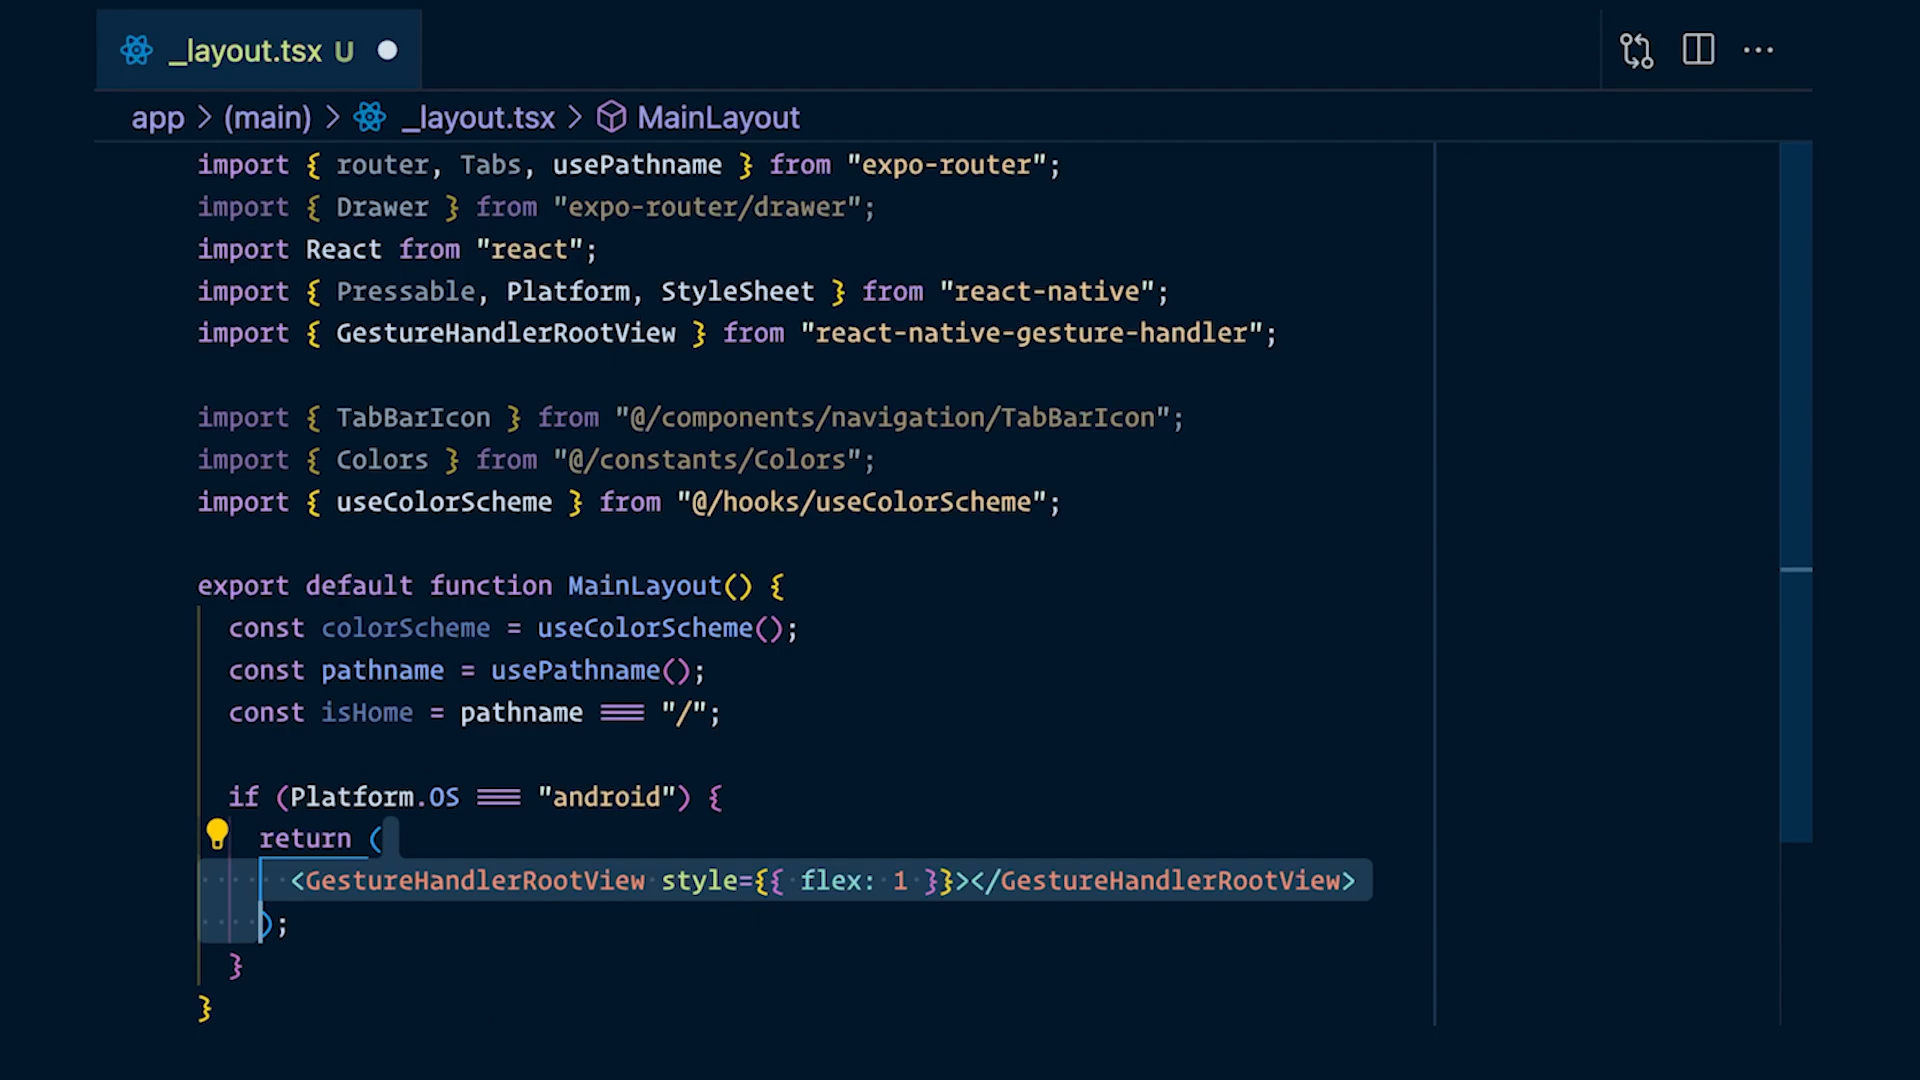 _layout.tsx U
app > (main) > _layout.tsx > MainLayout
import { router, Tabs, usePathname } from "expo-router";
import { Drawer } from "expo-router/drawer";
import React from "react";
import { Pressable, Platform, StyleSheet } from "react-native";
import { GestureHandlerRootView } from "react-native-gesture-handler";
import { TabBarIcon } from "@/components/navigation/TabBarIcon";
import { Colors } from "@/constants/Colors";
import { useColorScheme } from "@/hooks/useColorScheme";
export default function MainLayout() {
const colorScheme = useColorScheme();
const pathname = usePathname();
const isHome = pathname === "/";
if (Platform.OS === "android") {
return (
<GestureHandlerRootView style={{ flex: 1 }}></GestureHandlerRootView>
);
}
}